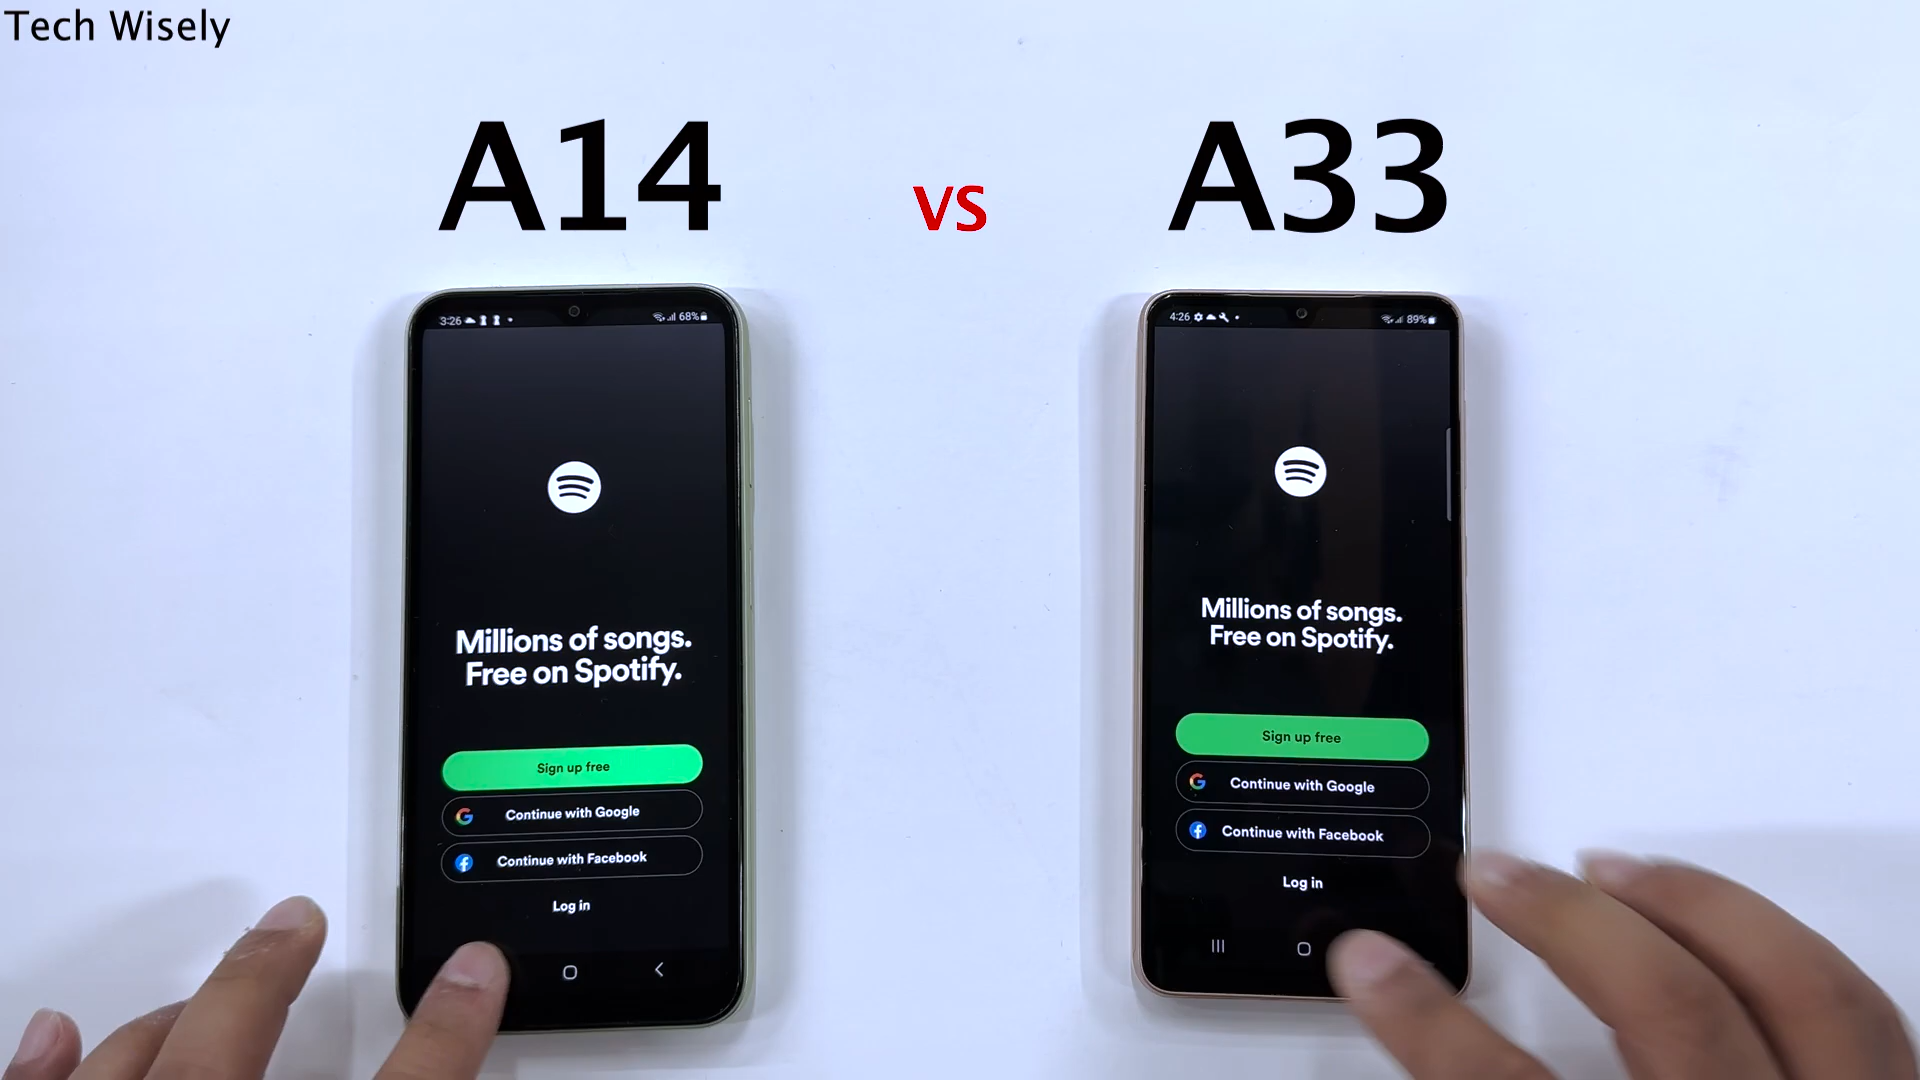 Tech Wisely
A14 vs A33
3:26
68%
Millions of songs.
Free on Spotify.
Sign up free
Continue with Google
Continue with Facebook
Log in
4:26
89%
Millions of songs.
Free on Spotify.
Sign up free
Continue with Google
Continue with Facebook
Log in